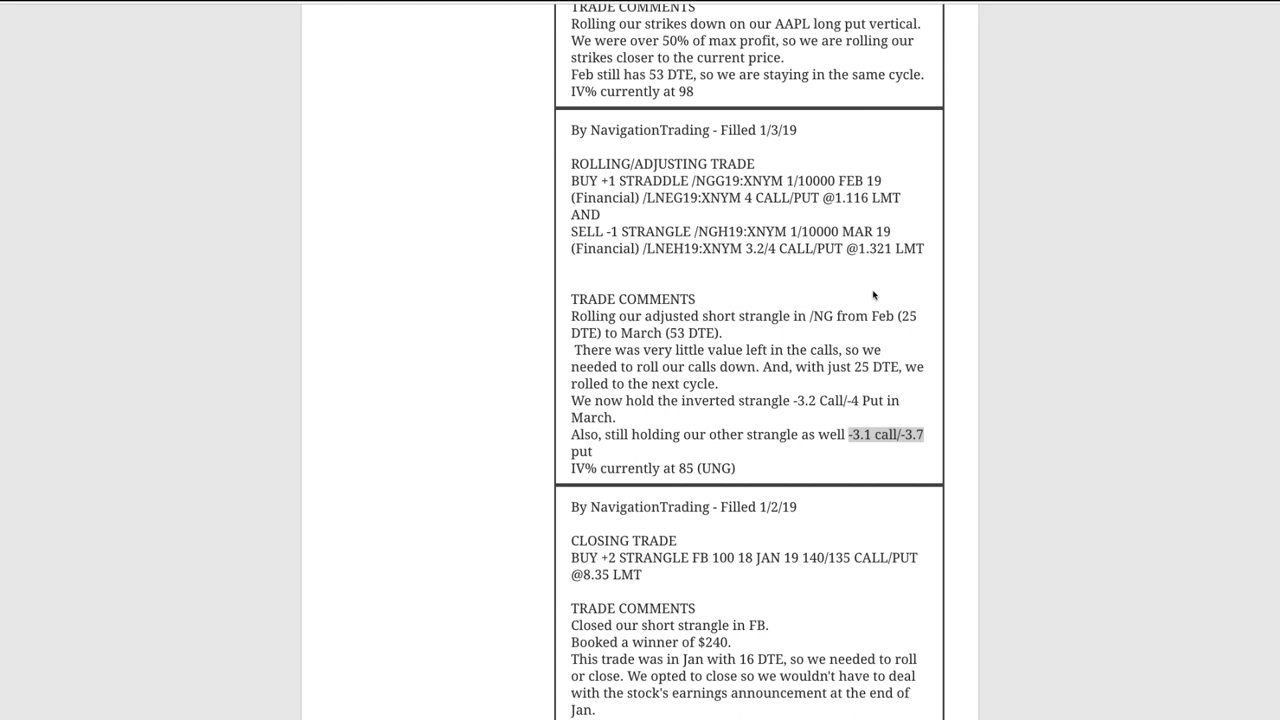 TRADE COMMENTS
Rolling our strikes down on our AAPL long put vertical.
We were over 50% of max profit, so we are rolling our
strikes closer to the current price.
Feb still has 53 DTE, so we are staying in the same cycle.
IV% currently at 98
By NavigationTrading - Filled 1/3/19
ROLLING/ADJUSTING TRADE
BUY +1 STRADDLE /NGG19:XNYM 1/10000 FEB 19
(Financial) /LNEG19:XNYM 4 CALL/PUT @1.116 LMT
AND
SELL -1 STRANGLE /NGH19:XNYM 1/10000 MAR 19
(Financial) /LNEH19:XNYM 3.2/4 CALL/PUT @1.321 LMT
TRADE COMMENTS
Rolling our adjusted short strangle in /NG from Feb (25
DTE) to March (53 DTE).
There was very little value left in the calls, so we
needed to roll our calls down. And, with just 25 DTE, we
rolled to the next cycle.
We now hold the inverted strangle -3.2 Call/-4 Put in
March.
Also, still holding our other strangle as well -3.1 call/-3.7
put
IV% currently at 85 (UNG)
By NavigationTrading - Filled 1/2/19
CLOSING TRADE
BUY +2 STRANGLE FB 100 18 JAN 19 140/135 CALL/PUT
@8.35 LMT
TRADE COMMENTS
Closed our short strangle in FB.
Booked a winner of $240.
This trade was in Jan with 16 DTE, so we needed to roll
or close. We opted to close so we wouldn't have to deal
with the stock's earnings announcement at the end of
Jan.